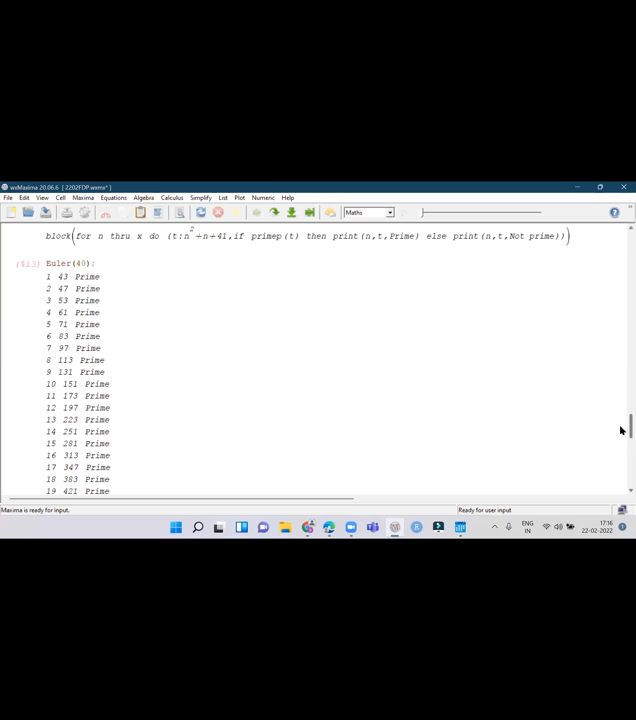 wxMaxima 20.06.6 [ 2202FDP.wxmx* ]
File Edit View Cell Maxima Equations Algebra Calculus Simplify List Plot Numeric Help
Maths
block(for n thru x do (t:n²+n+41,if primep(t) then print(n,t,Prime) else print(n,t,Not prime)))
(%i3) Euler(40);
1 43 Prime
2 47 Prime
3 53 Prime
4 61 Prime
5 71 Prime
6 83 Prime
7 97 Prime
8 113 Prime
9 131 Prime
10 151 Prime
11 173 Prime
12 197 Prime
13 223 Prime
14 251 Prime
15 281 Prime
16 313 Prime
17 347 Prime
18 383 Prime
19 421 Prime
Maxima is ready for input. Ready for user input
ENG 17:16
IN 22-02-2022